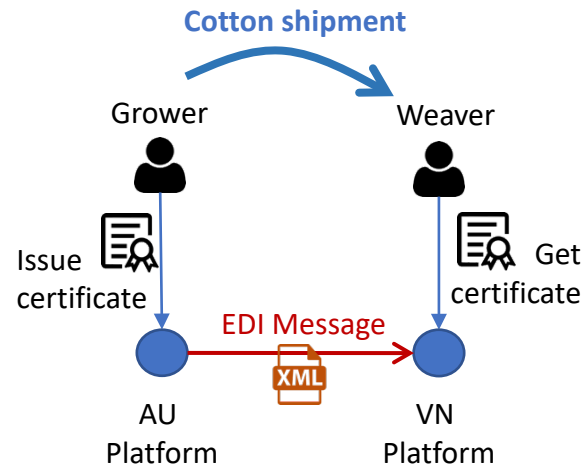 Cotton shipment
Grower
Weaver
Issue
certificate
Get
certificate
EDI Message
XML
AU
Platform
VN
Platform